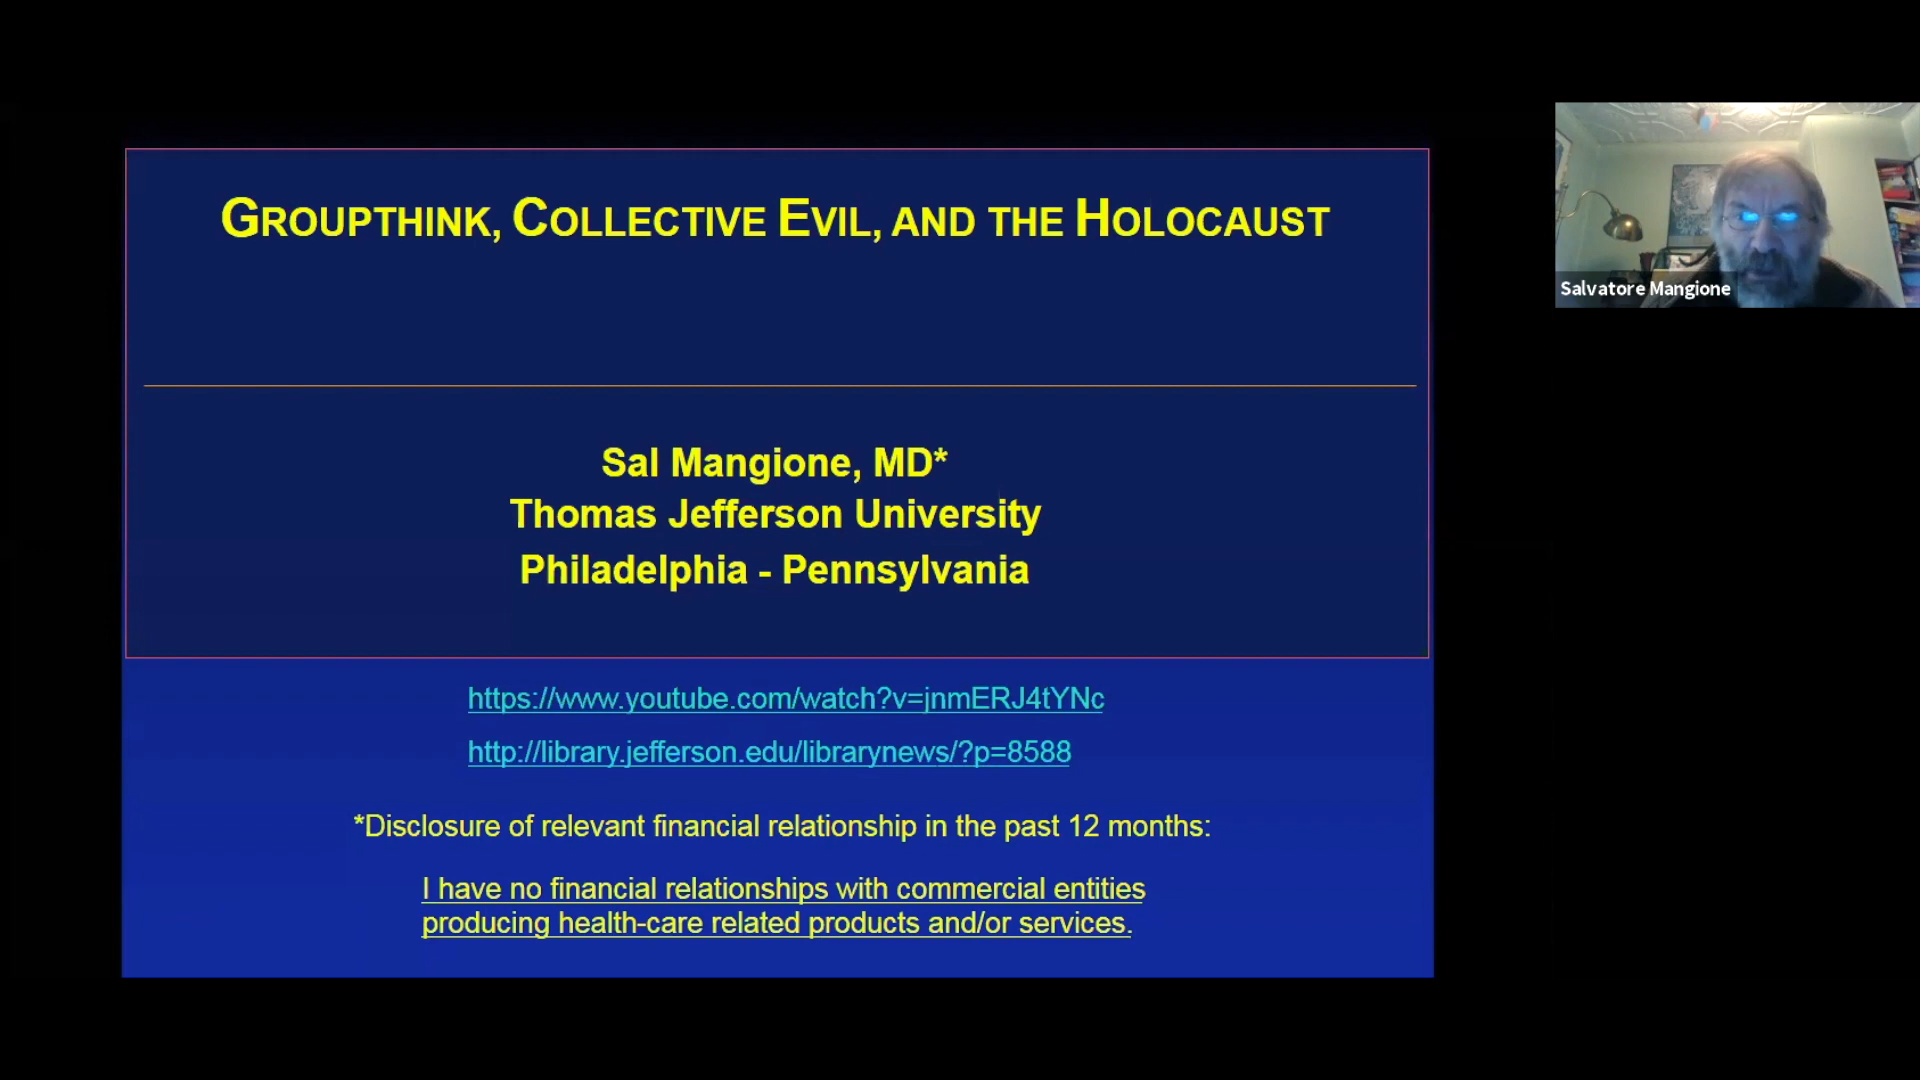 GROUPTHINK, COLLECTIVE EVIL, AND THE HOLOCAUST
Sal Mangione, MD*
Thomas Jefferson University
Philadelphia - Pennsylvania
https://www.youtube.com/watch?v=jnmERJ4tYNc
http://library.jefferson.edu/librarynews/?p=8588
*Disclosure of relevant financial relationship in the past 12 months:
I have no financial relationships with commercial entities
producing health-care related products and/or services.
Salvatore Mangione